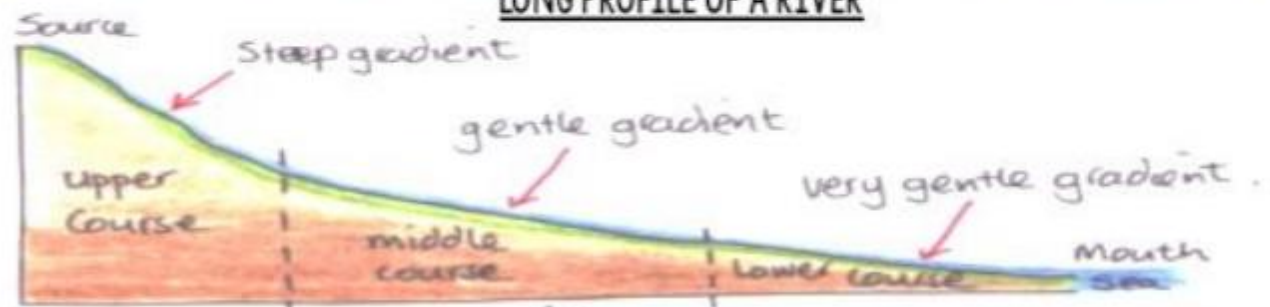 LONG PROFILE OF A RIVER
Source
Steep gradient
gentle gradient
very gentle gradient.
upper
course
middle
course
Lower course
Mouth
sea